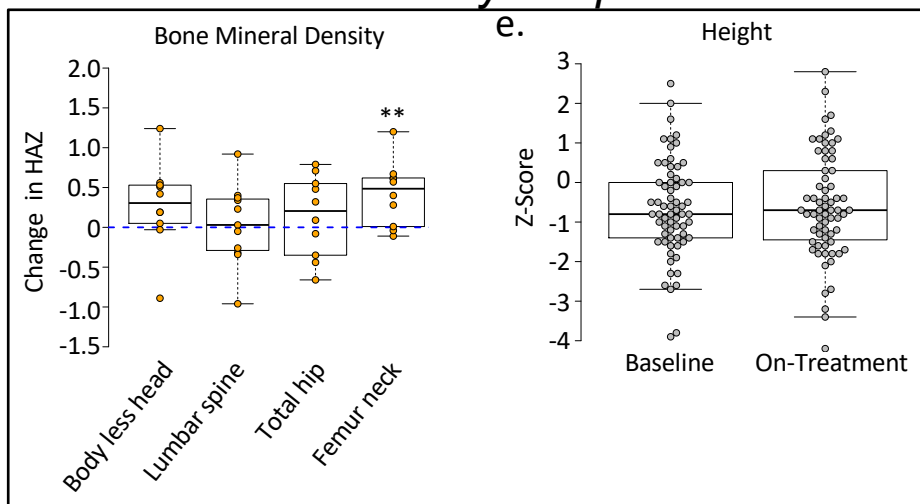 e.
Bone Mineral Density
Change in HAZ
2.0
1.5
1.0
0.5
0
-0.5
-1.0
-1.5
**
Body less head
Lumbar spine
Total hip
Femur neck
Height
Z-Score
3
2
1
0
-1
-2
-3
-4
Baseline
On-Treatment